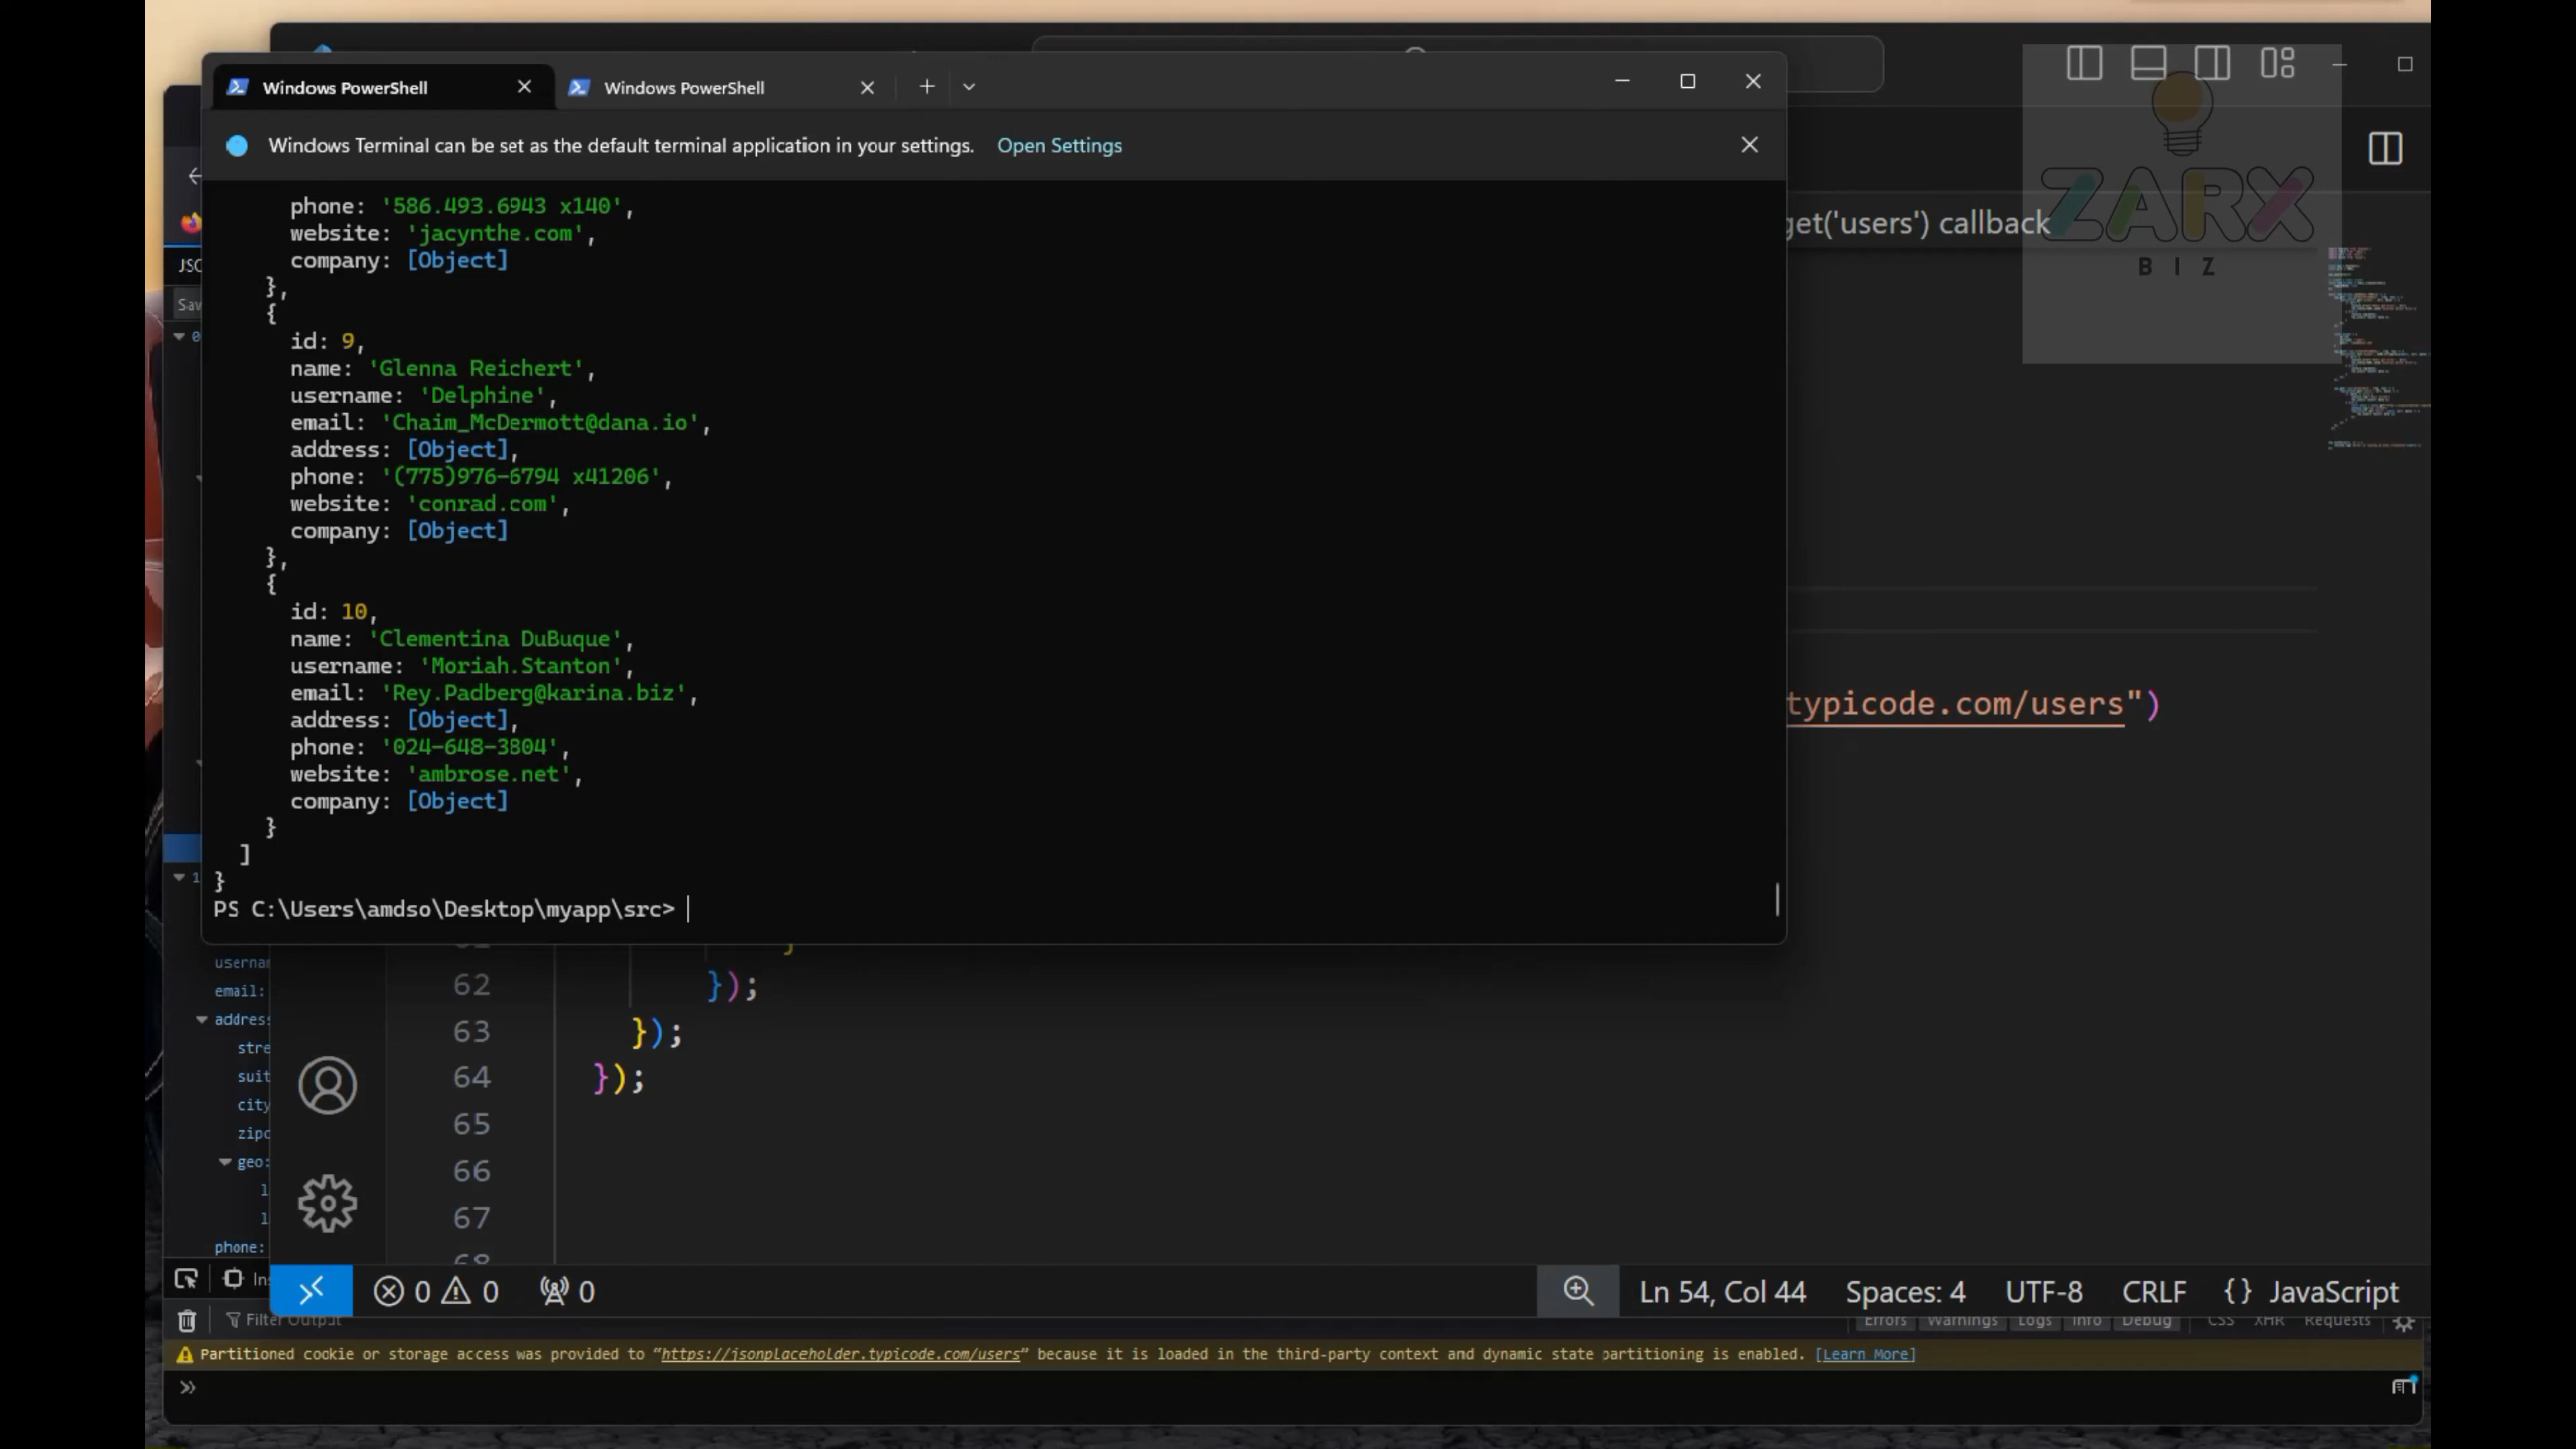 Windows PowerShell
Windows PowerShell
Windows Terminal can be set as the default terminal application in your settings. Open Settings
phone: '586.493.6943 x140',
website: 'jacynthe.com',
company: [Object]
},
{
id: 9,
name: 'Glenna Reichert',
username: 'Delphine',
email: 'Chaim_McDermott@dana.io',
address: [Object],
phone: '(775)976-6794 x41206',
website: 'conrad.com',
company: [Object]
},
{
id: 10,
name: 'Clementina DuBuque',
username: 'Moriah.Stanton',
email: 'Rey.Padberg@karina.biz',
address: [Object],
phone: '024-648-3804',
website: 'ambrose.net',
company: [Object]
}
]
}
PS C:\Users\amdso\Desktop\myapp\src>
get('users') callback
ZARX
BIZ
typicode.com/users")
62 });
63 });
64 });
65
66
67
68
email:
geo:
phone:
0 0 0
Ln 54, Col 44 Spaces: 4 UTF-8 CRLF {} JavaScript
Filter Output
Errors Warnings Logs Info Debug CSS XHR Requests
Partitioned cookie or storage access was provided to “https://jsonplaceholder.typicode.com/users” because it is loaded in the third-party context and dynamic state partitioning is enabled. [Learn More]